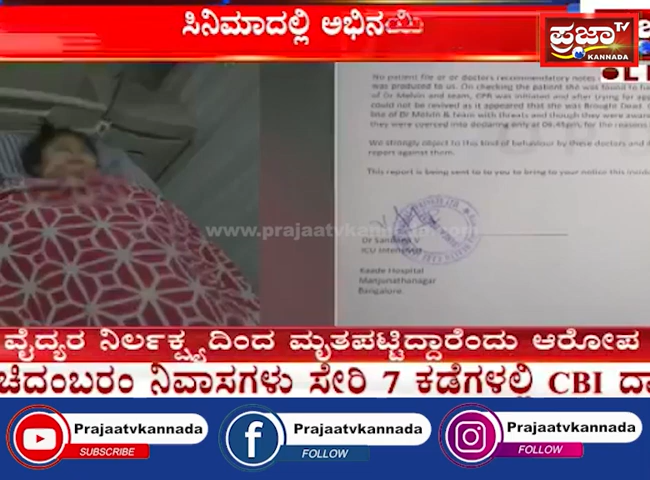 ಸಿನಿಮಾದಲ್ಲಿ ಅಭಿನಯಿ
ಪ್ರಜಾ TV
KANNADA
No patient file or or doctors recommendatory notes
was produced to us. On checking the patient she was found to ha
of Dr Melvin and team, CPR was initiated and after trying for
could not be revived as it appeared that she was Brought Dead
line of Dr Melvin & team with threats and though they were
they were coerced into declaring only at 06.45pm, for the reasons
We strongly object to this kind of behaviour by these doctors and
report against them.
This report is being sent to to you to bring to your notice this
www.prajaatvkannada.com
Dr V
ICU
Kaade Hospital
Manjunathanagar
Bangalore.
ವೈದ್ಯರ ನಿರ್ಲಕ್ಷ್ಯದಿಂದ ಮೃತಪಟ್ಟಿದ್ದಾರೆಂದು ಆರೋಪ
ಚಿದಂಬರಂ ನಿವಾಸಗಳು ಸೇರಿ 7 ಕಡೆಗಳಲ್ಲಿ CBI ದಾ
Prajaatvkannada
SUBSCRIBE
Prajaatvkannada
FOLLOW
Prajaatvkannada
FOLLOW